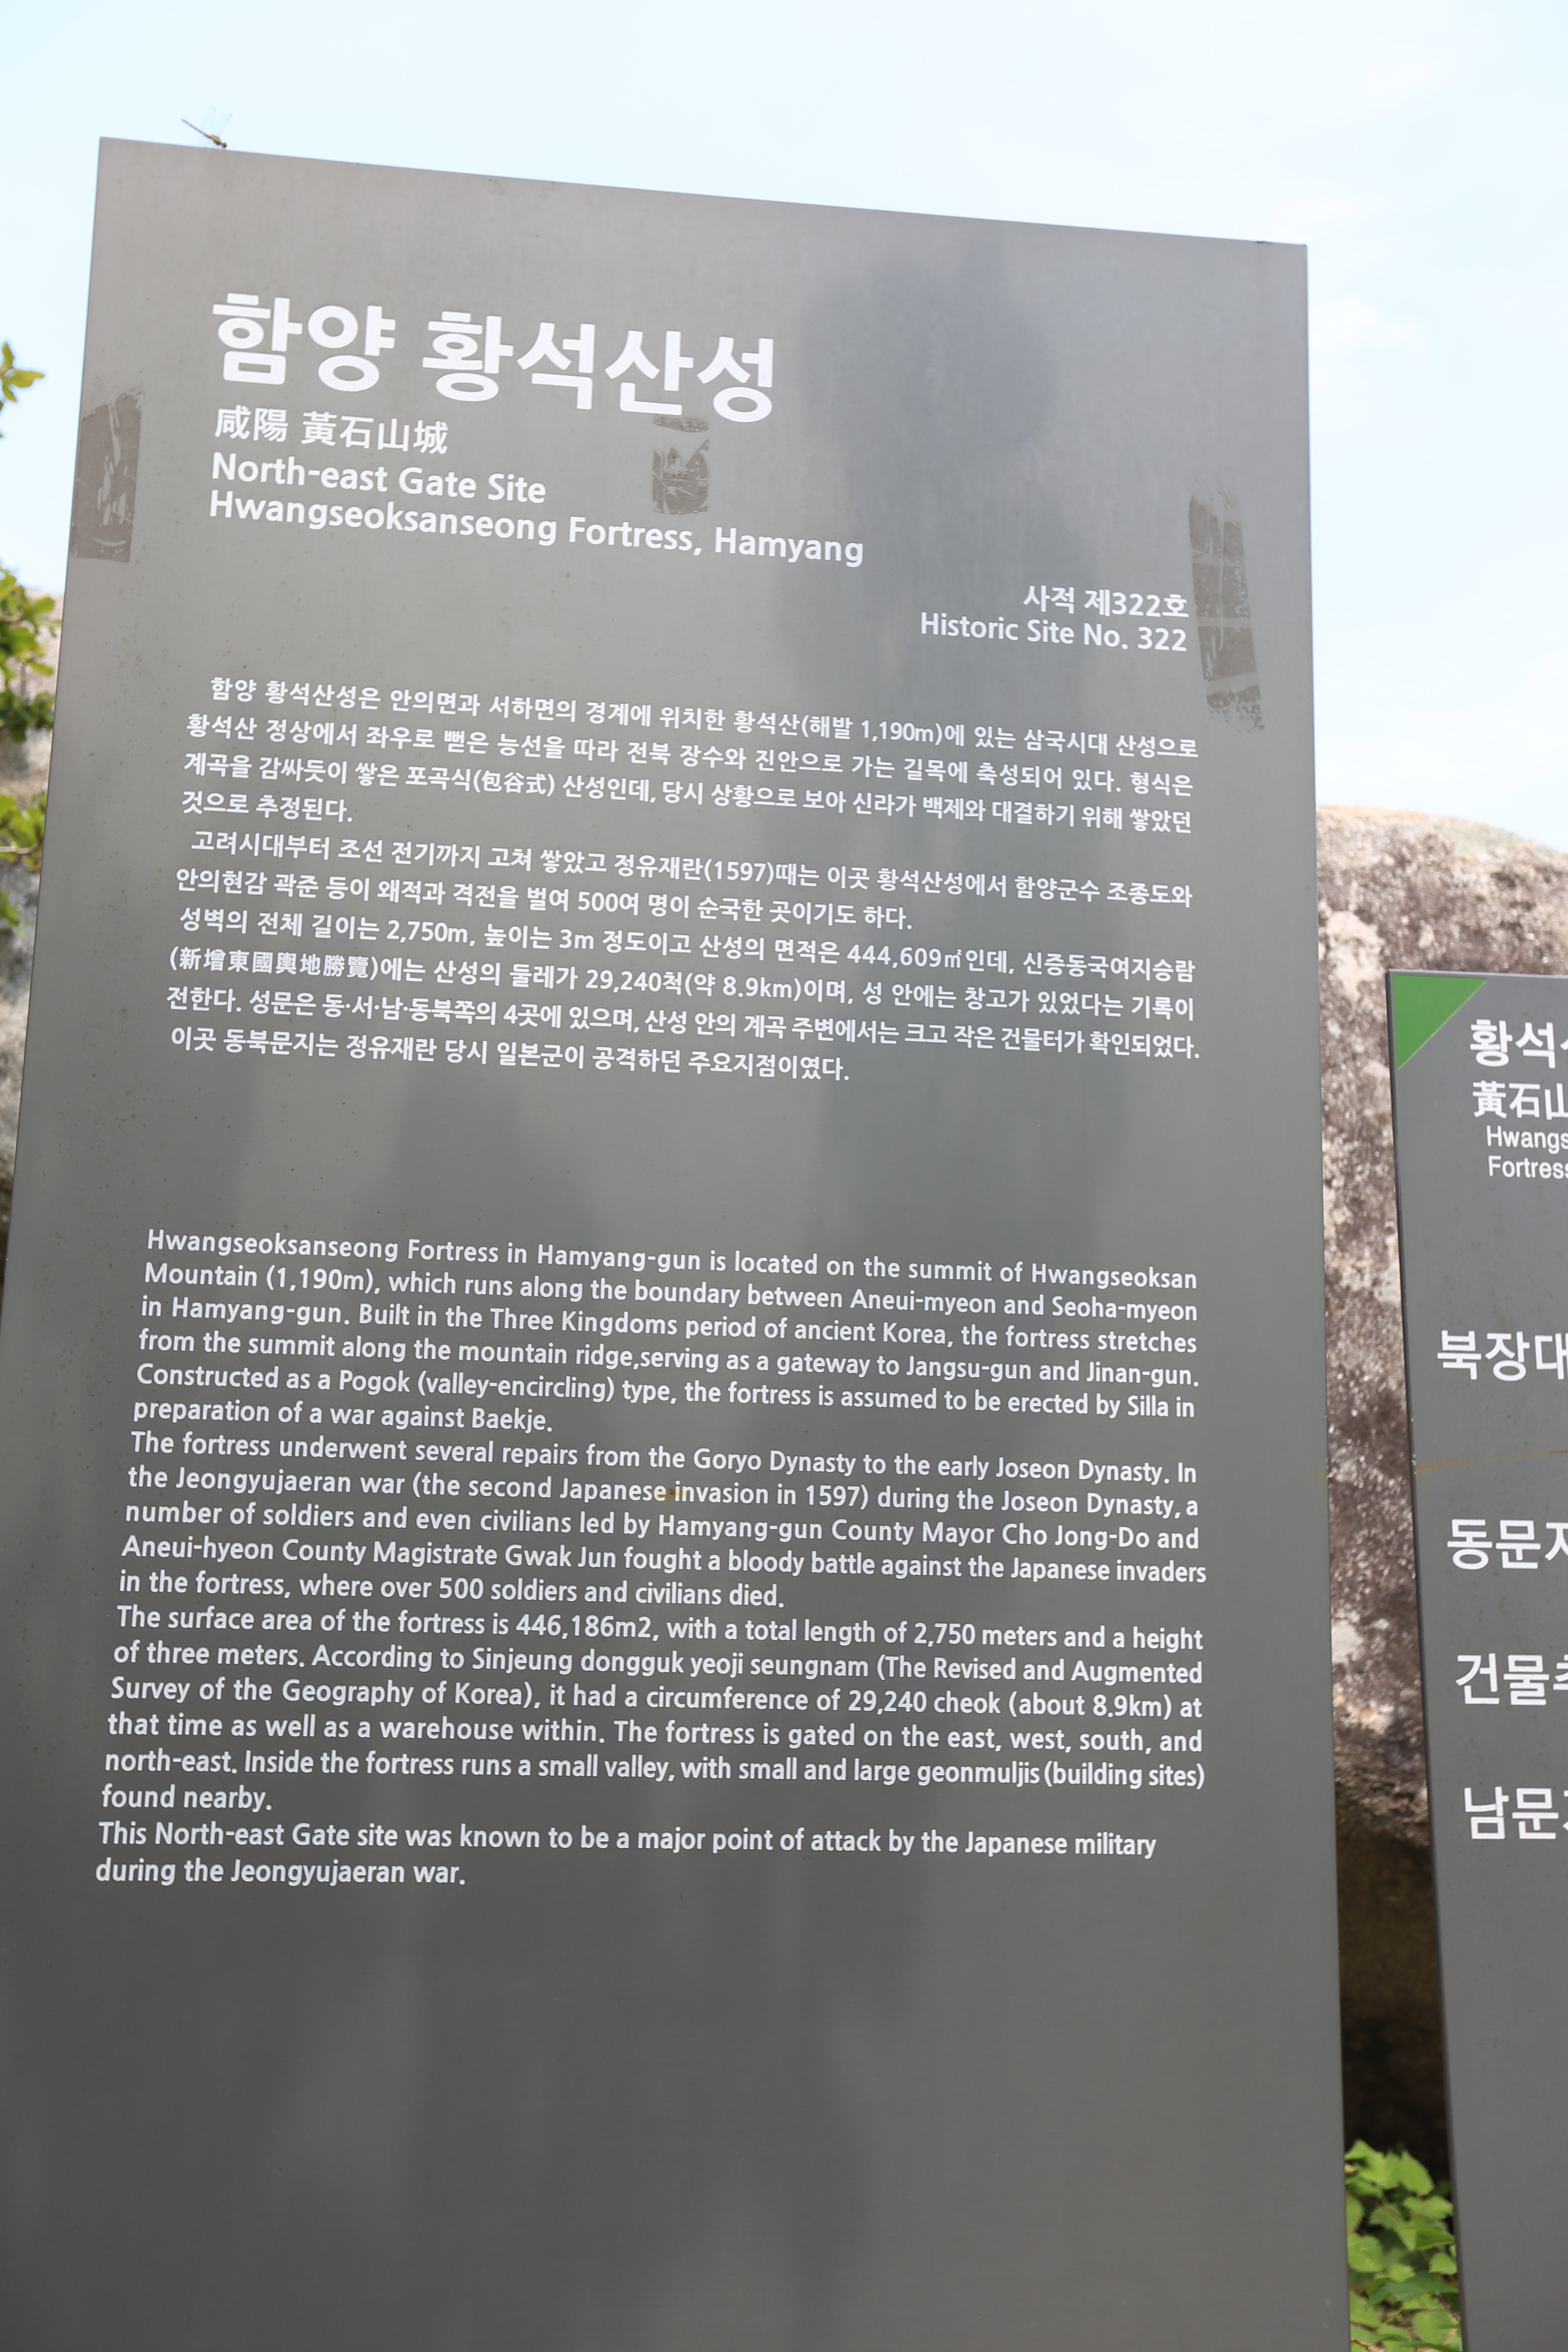 함양 황석산성
咸陽 黃石山城
North-east Gate Site
Hwangseoksanseong Fortress, Hamyang
사적 제322호
Historic Site No. 322
함양 황석산성은 안의면과 서하면의 경계에 위치한 황석산(해발 1,190m)에 있는 삼국시대 산성으로
황석산 정상에서 좌우로 뻗은 능선을 따라 전북 장수와 진안으로 가는 길목에 축성되어 있다. 형식은
계곡을 감싸듯이 쌓은 포곡식(包谷式) 산성인데, 당시 상황으로 보아 신라가 백제와 대결하기 위해 쌓았던
것으로 추정된다.
고려시대부터 조선 전기까지 고쳐 쌓았고 정유재란(1597)때는 이곳 황석산성에서 함양군수 조종도와
안의현감 곽준 등이 왜적과 격전을 벌여 500여 명이 순국한 곳이기도 하다.
성벽의 전체 길이는 2,750m, 높이는 3m 정도이고 산성의 면적은 444,609㎡인데, 신증동국여지승람
(新增東國輿地勝覽)에는 산성의 둘레가 29,240척(약 8.9km)이며, 성 안에는 창고가 있었다는 기록이
전한다. 성문은 동·서·남·동북쪽의 4곳에 있으며, 산성 안의 계곡 주변에서는 크고 작은 건물터가 확인되었다.
이곳 동북문지는 정유재란 당시 일본군이 공격하던 주요지점이였다.
Hwangseoksanseong Fortress in Hamyang-gun is located on the summit of Hwangseoksan
Mountain (1,190m), which runs along the boundary between Aneui-myeon and Seoha-myeon
in Hamyang-gun. Built in the Three Kingdoms period of ancient Korea, the fortress stretches
from the summit along the mountain ridge,serving as a gateway to Jangsu-gun and Jinan-gun.
Constructed as a Pogok (valley-encircling) type, the fortress is assumed to be erected by Silla in
preparation of a war against Baekje.
The fortress underwent several repairs from the Goryo Dynasty to the early Joseon Dynasty. In
the Jeongyujaeran war (the second Japanese invasion in 1597) during the Joseon Dynasty, a
number of soldiers and even civilians led by Hamyang-gun County Mayor Cho Jong-Do and
Aneui-hyeon County Magistrate Gwak Jun fought a bloody battle against the Japanese invaders
in the fortress, where over 500 soldiers and civilians died.
The surface area of the fortress is 446,186m2, with a total length of 2,750 meters and a height
of three meters. According to Sinjeung dongguk yeoji seungnam (The Revised and Augmented
Survey of the Geography of Korea), it had a circumference of 29,240 cheok (about 8.9km) at
that time as well as a warehouse within. The fortress is gated on the east, west, south, and
north-east. Inside the fortress runs a small valley, with small and large geonmuljis (building sites)
found nearby.
This North-east Gate site was known to be a major point of attack by the Japanese military
during the Jeongyujaeran war.
황석
黃石山
Hwangs
Fortress
북장대
동문지
건물추
남문지